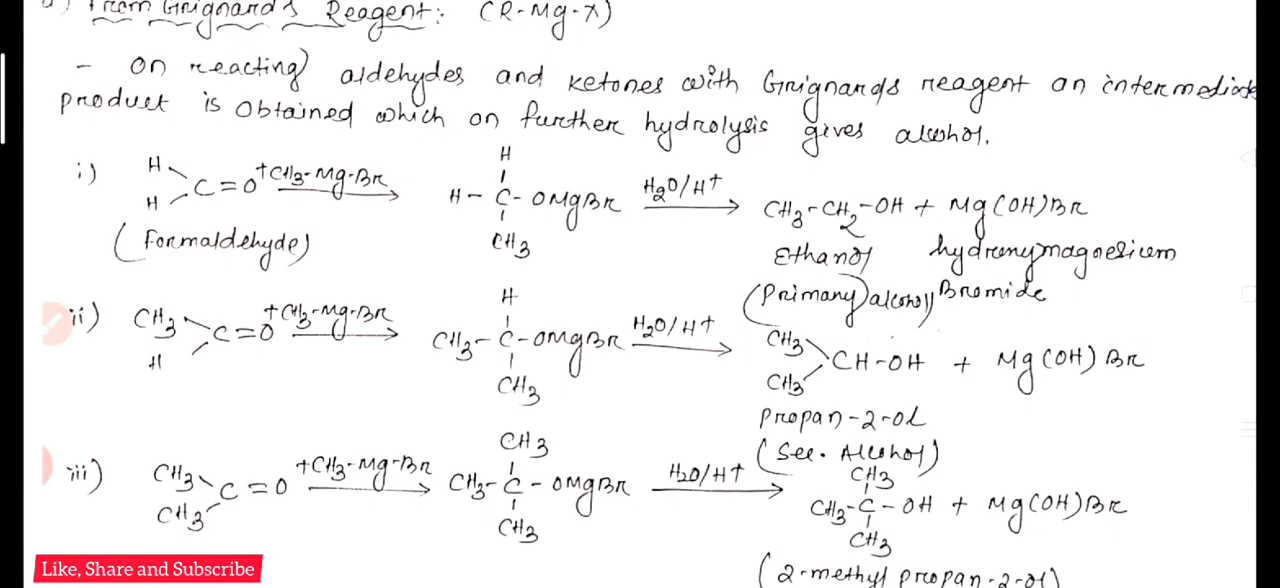 d) From Grignard's Reagent: (R-Mg-X)
- On reacting aldehydes and ketones with Grignards reagent an intermediate
product is obtained which on further hydrolysis gives alcohol.
i) H H C=O +CH3-Mg-Br H H-C-OMgBr CH3 H2O/H+ CH3-CH2-OH + Mg(OH)Br
(Formaldehyde) Ethanol hydroxymagnesium
(Primary) alcohol Bromide
ii) CH3 H C=O +CH3-Mg-Br H CH3-C-OMgBr CH3 H2O/H+ CH3 CH3 CH-OH + Mg(OH)Br
Propan-2-ol
(Sec. Alcohol)
iii) CH3 CH3 C=O +CH3-Mg-Br CH3 CH3-C-OMgBr CH3 H2O/H+ CH3 CH3-C-OH CH3 + Mg(OH)Br
(2-methyl propan-2-ol)
Like, Share and Subscribe